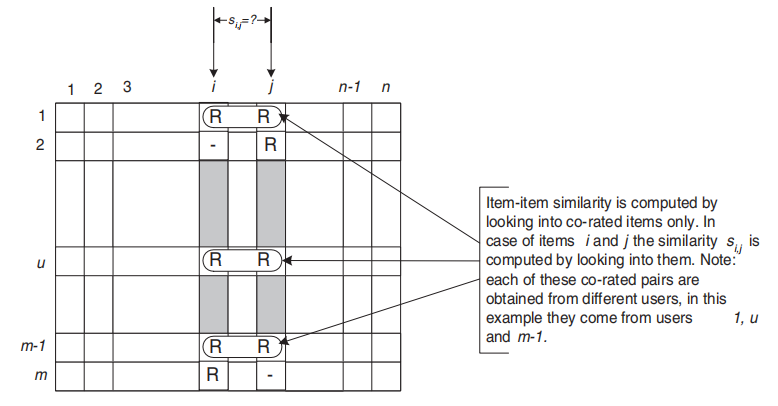 s i,j =?
1 2 3 i j n-1 n
1 R R
2 - R
u R R
m-1 R R
m R -
Item-item similarity is computed by
looking into co-rated items only. In
case of items i and j the similarity s i,j is
computed by looking into them. Note:
each of these co-rated pairs are
obtained from different users, in this
example they come from users 1, u
and m-1.